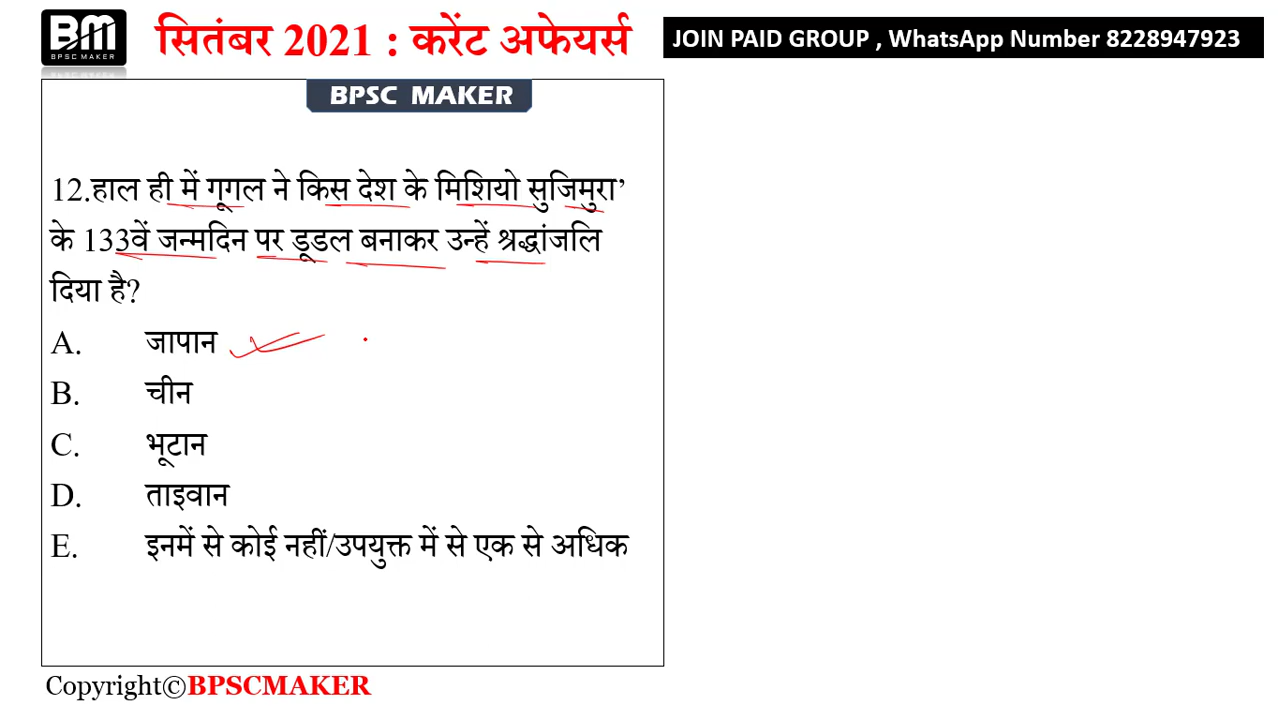 BM
BPSC MAKER
सितंबर 2021 : करेंट अफेयर्स
JOIN PAID GROUP , WhatsApp Number 8228947923
BPSC MAKER
12.हाल ही में गूगल ने किस देश के मिशियो सुजिमुरा’
के 133वें जन्मदिन पर डूडल बनाकर उन्हें श्रद्धांजलि
दिया है?
A. जापान
B. चीन
C. भूटान
D. ताइवान
E. इनमें से कोई नहीं/उपयुक्त में से एक से अधिक
Copyright©BPSCMAKER